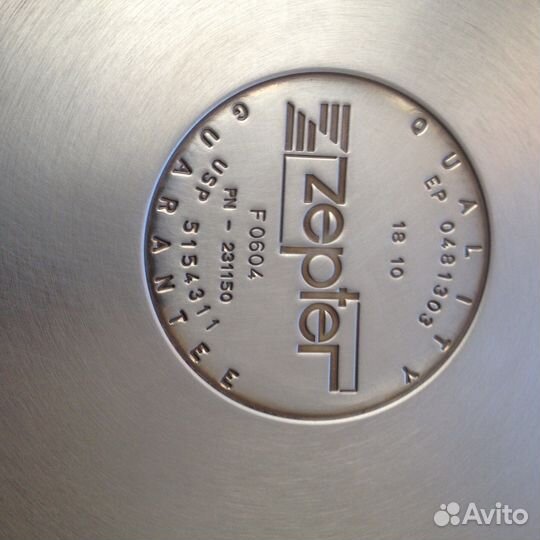 QUALITY
EP 0481303
18 10
zepter
F0604
PN - 231150
USP 5154311
GUARANTEE
Avito